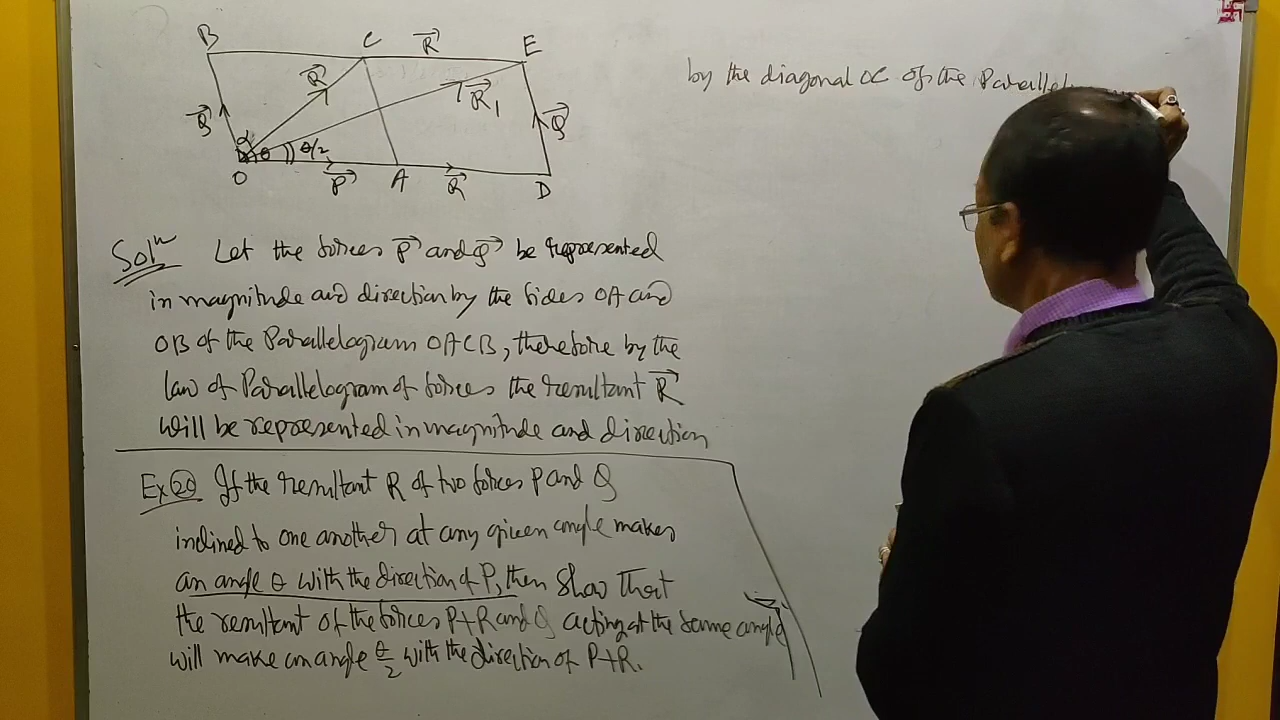 B C R⃗ E
R⃗ R⃗₁
Q⃗ Q⃗
α θ θ/2
O P⃗ A R⃗ D
Solⁿ Let the forces P⃗ and Q⃗ be represented
in magnitude and direction by the sides OA and
OB of the Parallelogram OACB, therefore by the
law of Parallelogram of forces the resultant R⃗
will be represented in magnitude and direction
Ex 20 If the resultant R of two forces P and Q
inclined to one another at any given angle makes
an angle θ with the direction of P, then show that
the resultant of the forces P+R and Q acting at the same angle
will make an angle θ/2 with the direction of P+R.
by the diagonal OC of the Parallel